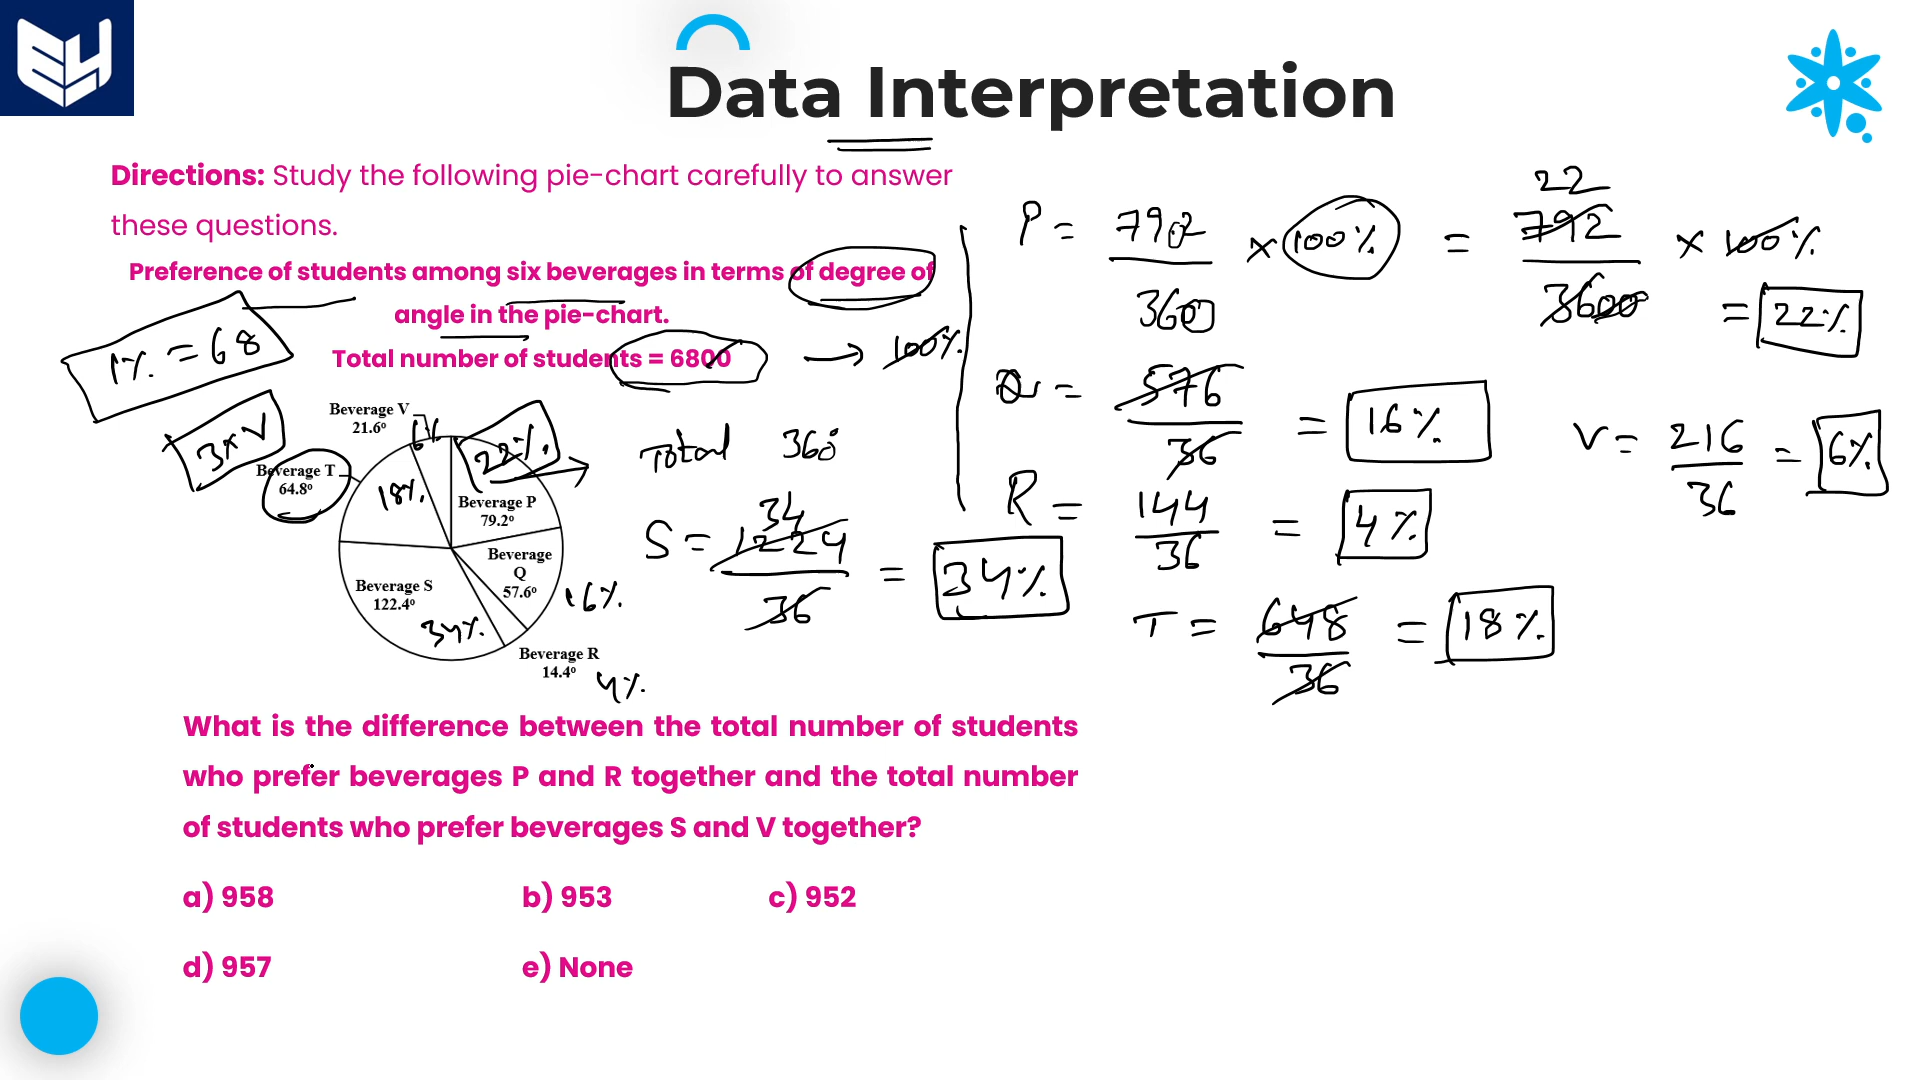 E4
Data Interpretation
Directions: Study the following pie-chart carefully to answer
these questions.
Preference of students among six beverages in terms of degree of
angle in the pie-chart.
Total number of students = 6800 → 100%
1% = 68
3×V
Beverage V
21.6°
6%
Beverage T
64.8°
18%
22%
Beverage P
79.2°
Beverage
Q
57.6°
16%
Beverage S
122.4°
34%
Beverage R
14.4°
4%
Total 360°
34
S = 1224
36
= 34%
P = 79.2
360
× 100%
=
22
792
3600
× 100%
= 22%
Q = 576
36
= 16%
R = 144
36
= 4%
T = 648
36
= 18%
V = 216
36
= 6%
What is the difference between the total number of students
who prefer beverages P and R together and the total number
of students who prefer beverages S and V together?
a) 958 b) 953 c) 952
d) 957 e) None